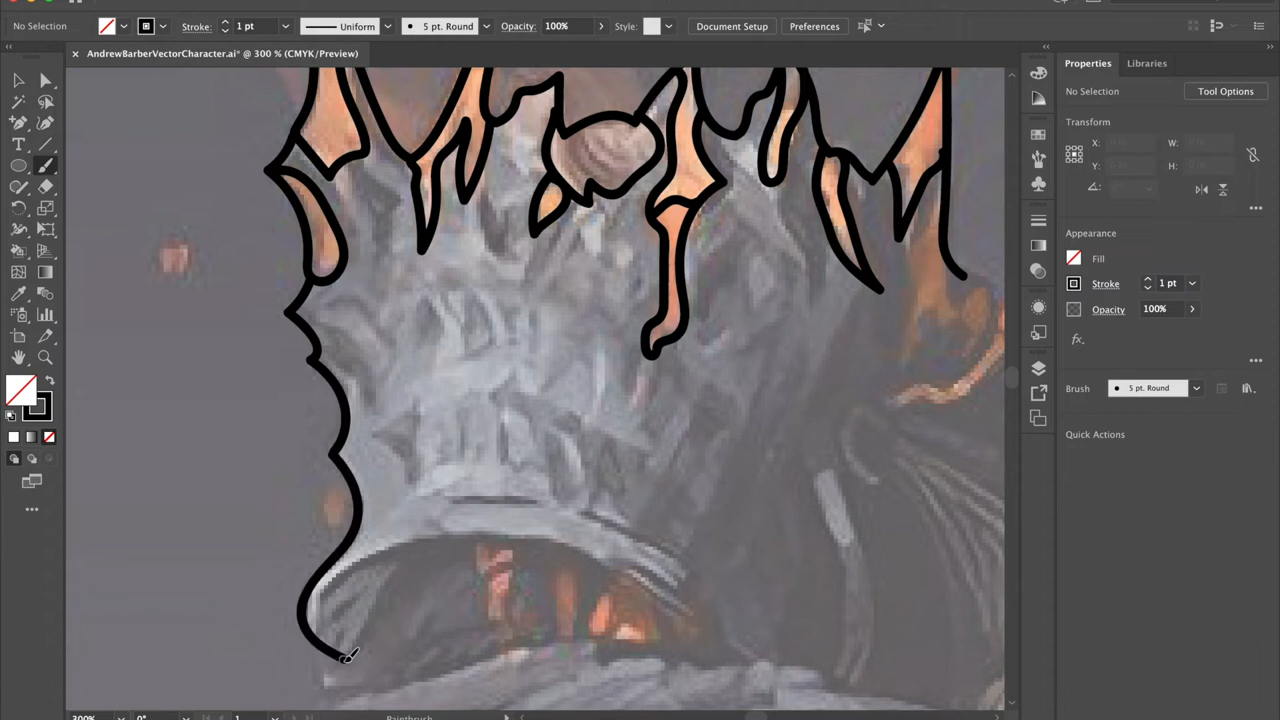 No Selection
Stroke:
1 pt
Uniform
5 pt. Round
Opacity:
100%
Style:
Document Setup
Preferences
× AndrewBarberVectorCharacter.ai* @ 300 % (CMYK/Preview)
Properties
Libraries
No Selection
Tool Options
Transform
X:
W:
Y:
H:
Appearance
Fill
Stroke
1 pt
Opacity
100%
fx.
Brush
5 pt. Round
Quick Actions
300%
0°
1
Paintbrush